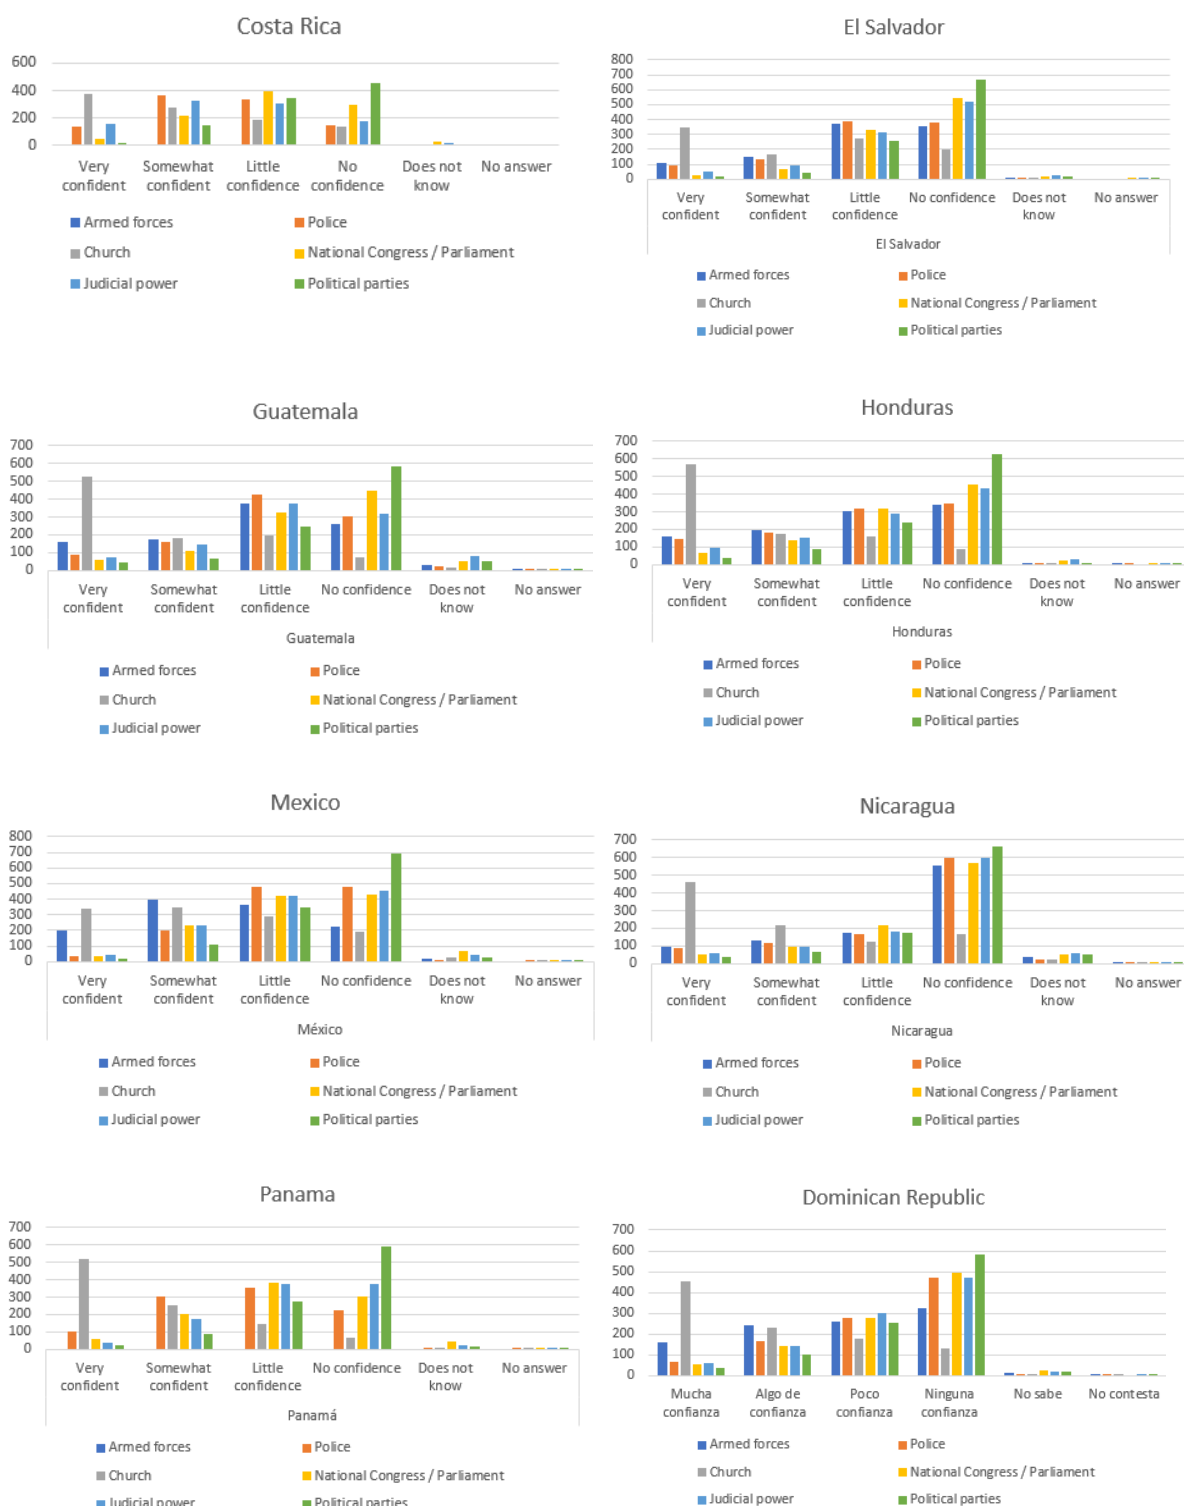 Costa Rica
600
400
200
0
Very confident
Somewhat confident
Little confidence
No confidence
Does not know
No answer
Armed forces
Police
Church
National Congress / Parliament
Judicial power
Political parties
El Salvador
800
700
600
500
400
300
200
100
0
Very confident
Somewhat confident
Little confidence
No confidence
Does not know
No answer
El Salvador
Armed forces
Police
Church
National Congress / Parliament
Judicial power
Political parties
Guatemala
700
600
500
400
300
200
100
0
Very confident
Somewhat confident
Little confidence
No confidence
Does not know
No answer
Guatemala
Armed forces
Police
Church
National Congress / Parliament
Judicial power
Political parties
Honduras
700
600
500
400
300
200
100
0
Very confident
Somewhat confident
Little confidence
No confidence
Does not know
No answer
Honduras
Armed forces
Police
Church
National Congress / Parliament
Judicial power
Political parties
Mexico
800
700
600
500
400
300
200
100
0
Very confident
Somewhat confident
Little confidence
No confidence
Does not know
No answer
México
Armed forces
Police
Church
National Congress / Parliament
Judicial power
Political parties
Nicaragua
700
600
500
400
300
200
100
0
Very confident
Somewhat confident
Little confidence
No confidence
Does not know
No answer
Nicaragua
Armed forces
Police
Church
National Congress / Parliament
Judicial power
Political parties
Panama
700
600
500
400
300
200
100
0
Very confident
Somewhat confident
Little confidence
No confidence
Does not know
No answer
Panamá
Armed forces
Police
Church
National Congress / Parliament
Judicial power
Political parties
Dominican Republic
700
600
500
400
300
200
100
0
Mucha confianza
Algo de confianza
Poco confianza
Ninguna confianza
No sabe
No contesta
Armed forces
Police
Church
National Congress / Parliament
Judicial power
Political parties